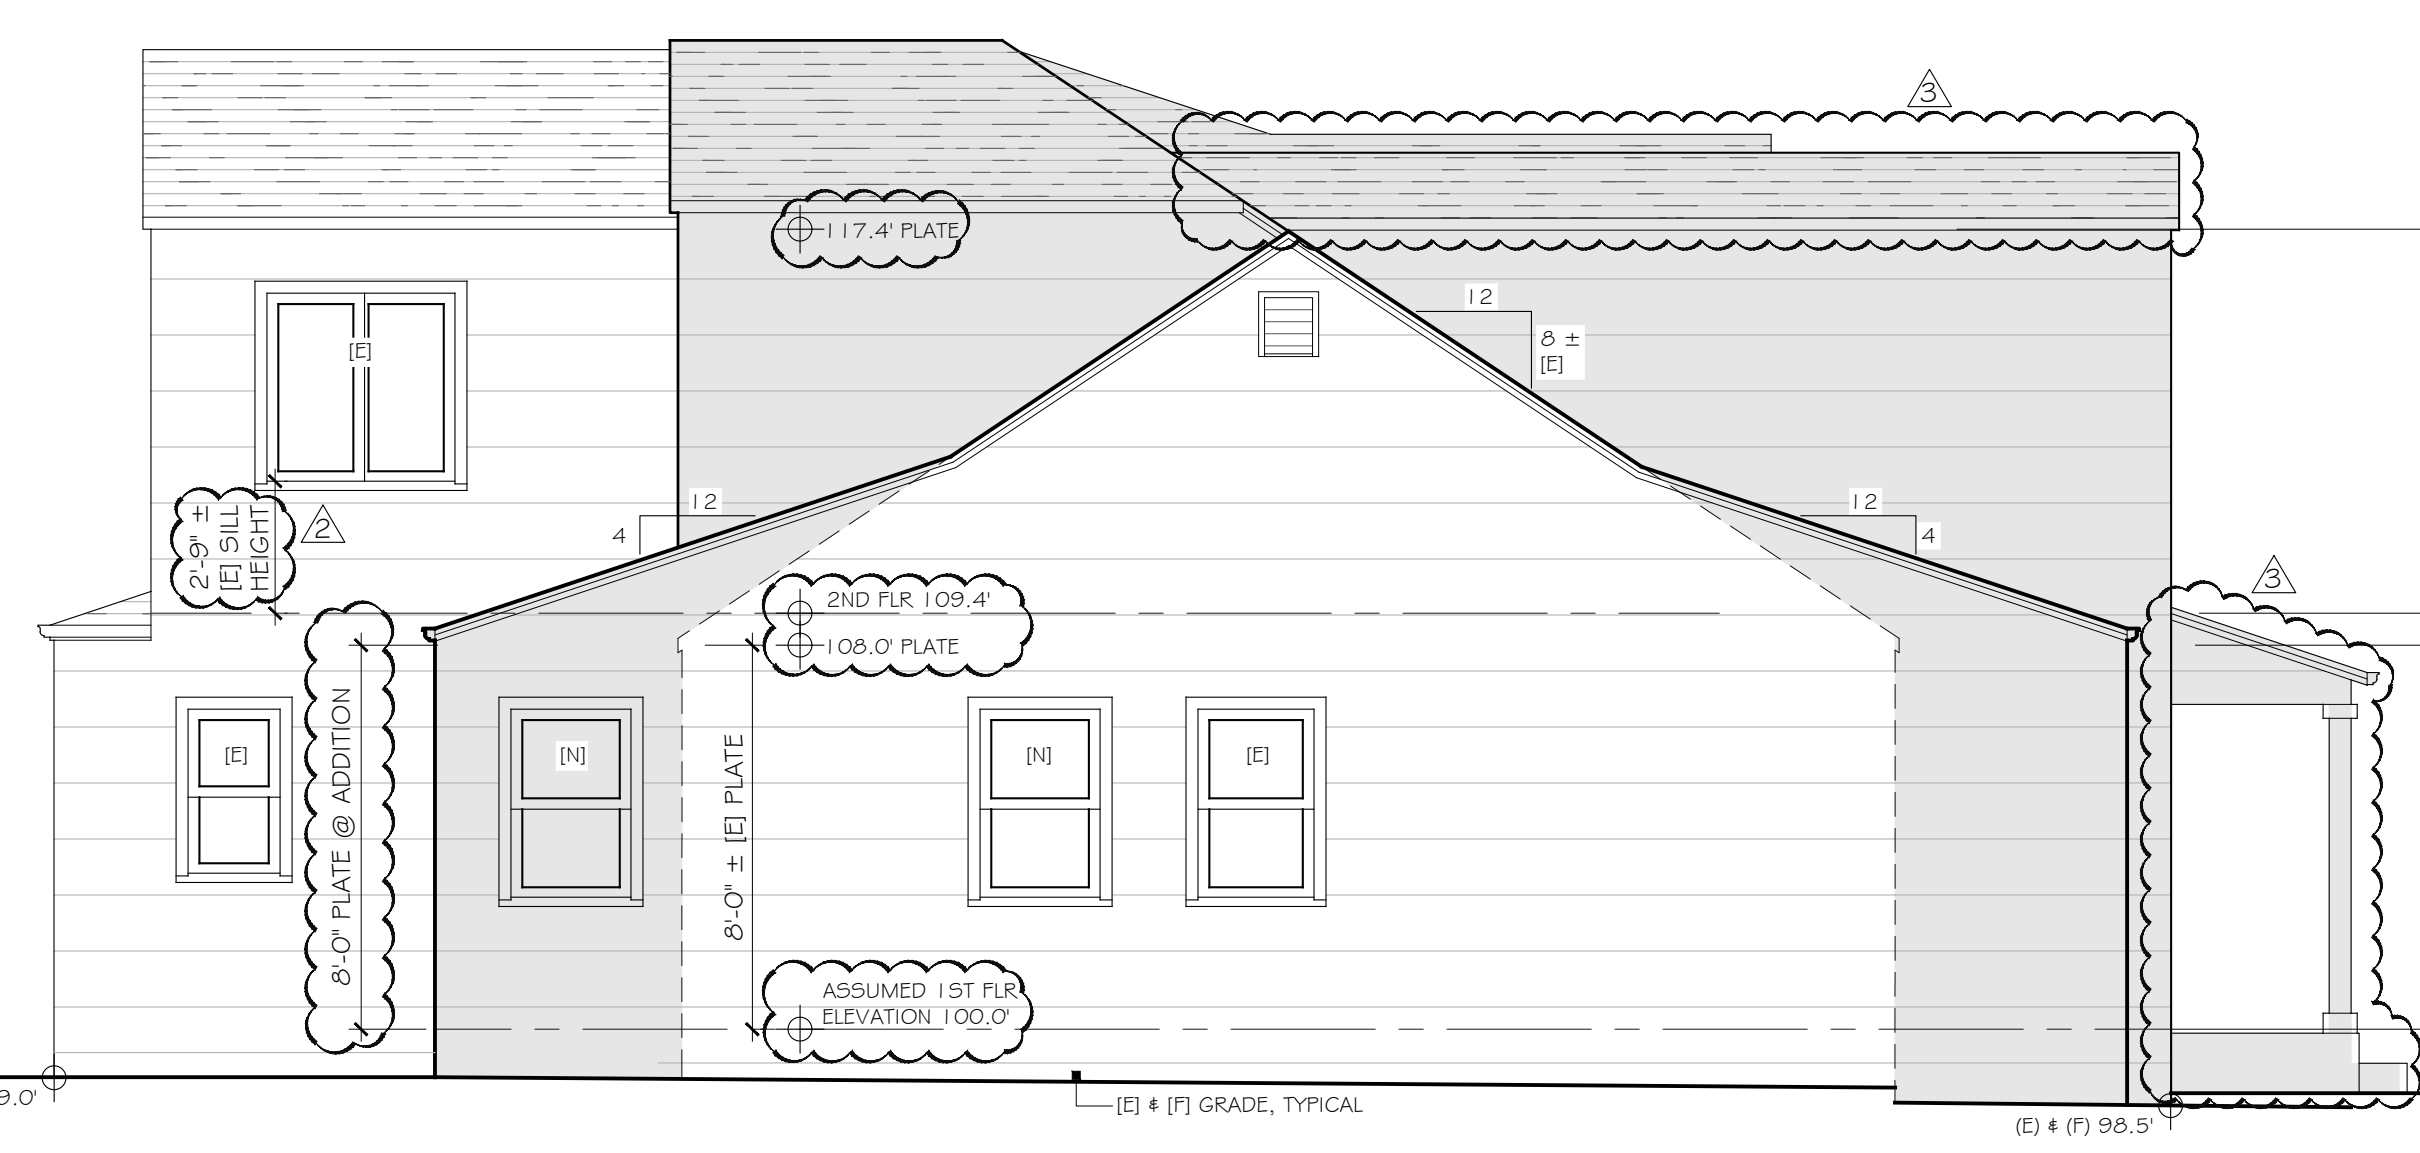 3
117.4' PLATE
12
8 ±
[E]
[E]
12
4
12
4
2'-9" ±
[E] SILL
HEIGHT
2
3
2ND FLR 109.4'
108.0' PLATE
8'-0" PLATE @ ADDITION
8'-0" ± [E] PLATE
[E]
[N]
[N]
[E]
ASSUMED 1ST FLR
ELEVATION 100.0'
9.0'
[E] & [F] GRADE, TYPICAL
(E) & (F) 98.5'